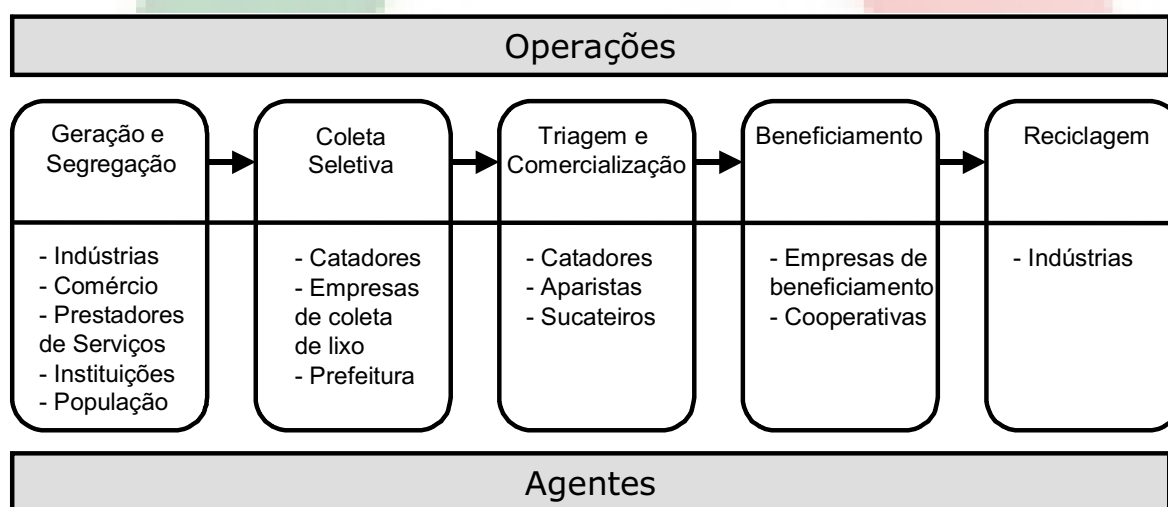 Operações
Geração e
Segregação
Coleta
Seletiva
Triagem e
Comercialização
Beneficiamento
Reciclagem
- Indústrias
- Comércio
- Prestadores
de Serviços
- Instituições
- População
- Catadores
- Empresas
de coleta
de lixo
- Prefeitura
- Catadores
- Aparistas
- Sucateiros
- Empresas de
beneficiamento
- Cooperativas
- Indústrias
Agentes